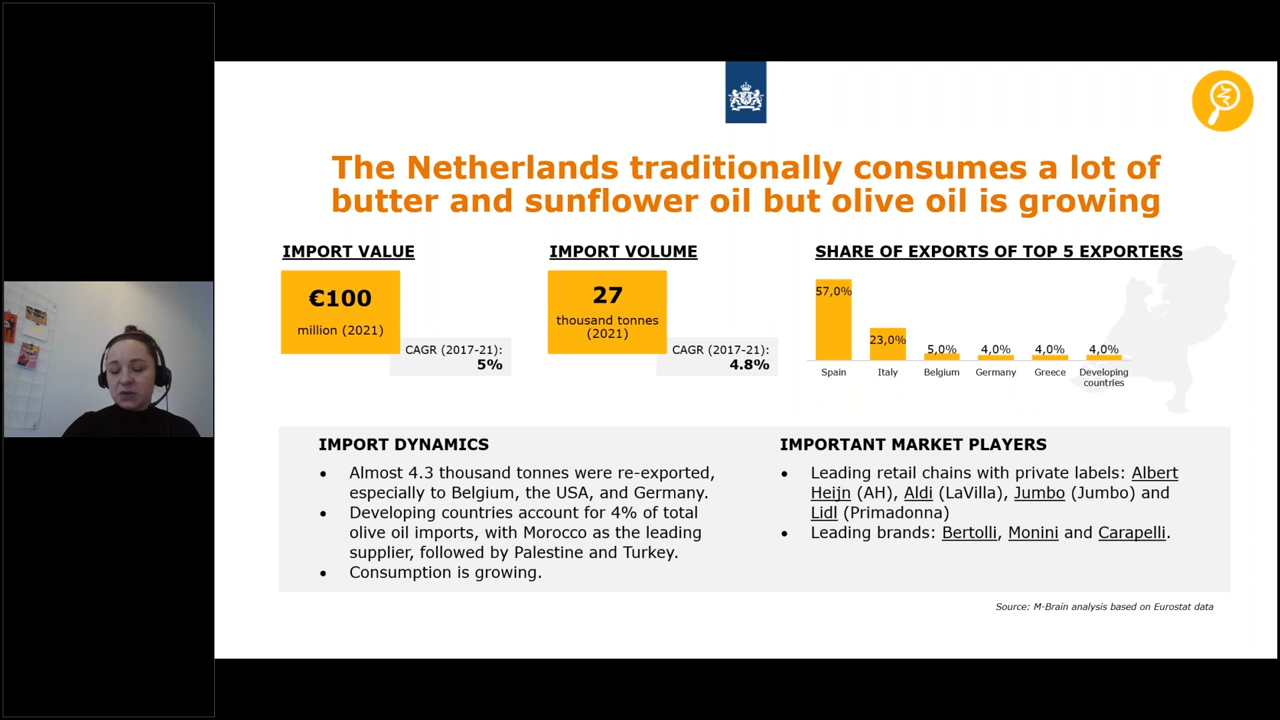 The Netherlands traditionally consumes a lot of
butter and sunflower oil but olive oil is growing
IMPORT VALUE
€100
million (2021)
CAGR (2017-21):
5%
IMPORT VOLUME
27
thousand tonnes
(2021)
CAGR (2017-21):
4.8%
SHARE OF EXPORTS OF TOP 5 EXPORTERS
57,0%
23,0%
5,0%
4,0%
4,0%
4,0%
Spain
Italy
Belgium
Germany
Greece
Developing
countries
IMPORT DYNAMICS
• Almost 4.3 thousand tonnes were re-exported,
especially to Belgium, the USA, and Germany.
• Developing countries account for 4% of total
olive oil imports, with Morocco as the leading
supplier, followed by Palestine and Turkey.
• Consumption is growing.
IMPORTANT MARKET PLAYERS
• Leading retail chains with private labels: Albert
Heijn (AH), Aldi (LaVilla), Jumbo (Jumbo) and
Lidl (Primadonna)
• Leading brands: Bertolli, Monini and Carapelli.
Source: M-Brain analysis based on Eurostat data